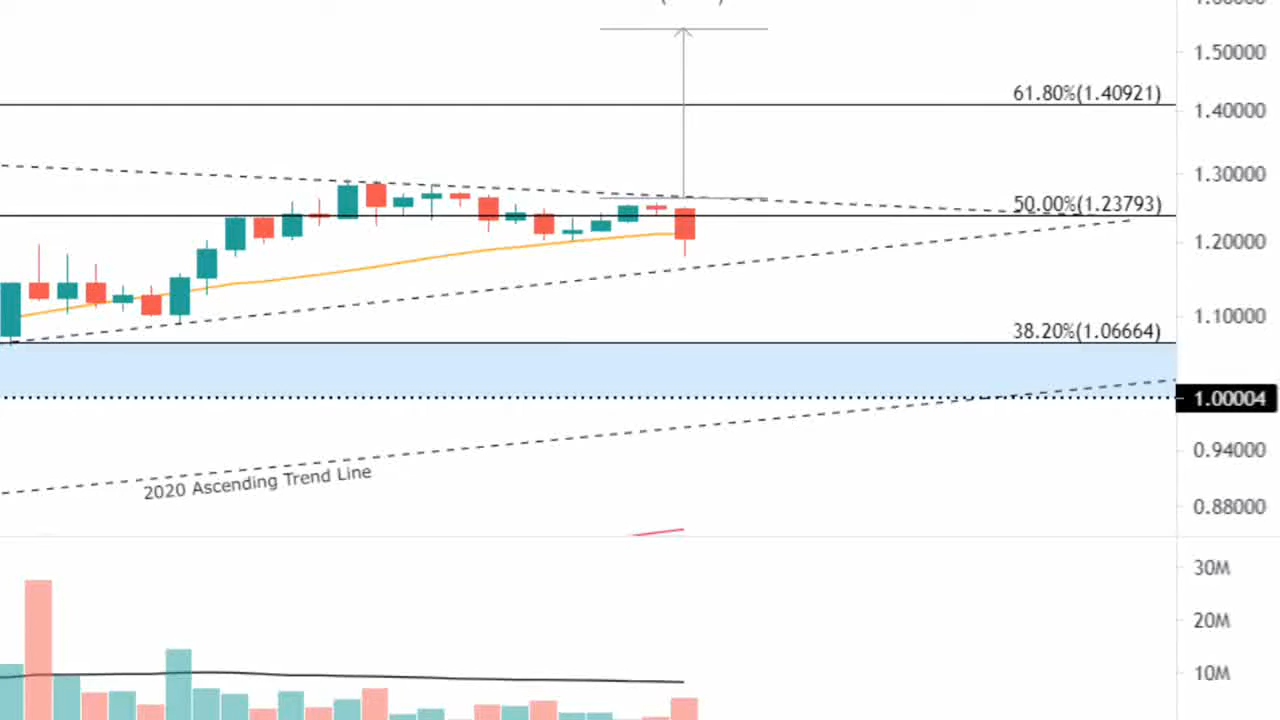 1.50000
61.80%(1.40921)
1.40000
1.30000
50.00%(1.23793)
1.20000
1.10000
38.20%(1.06664)
1.00004
2020 Ascending Trend Line
0.94000
0.88000
30M
20M
10M